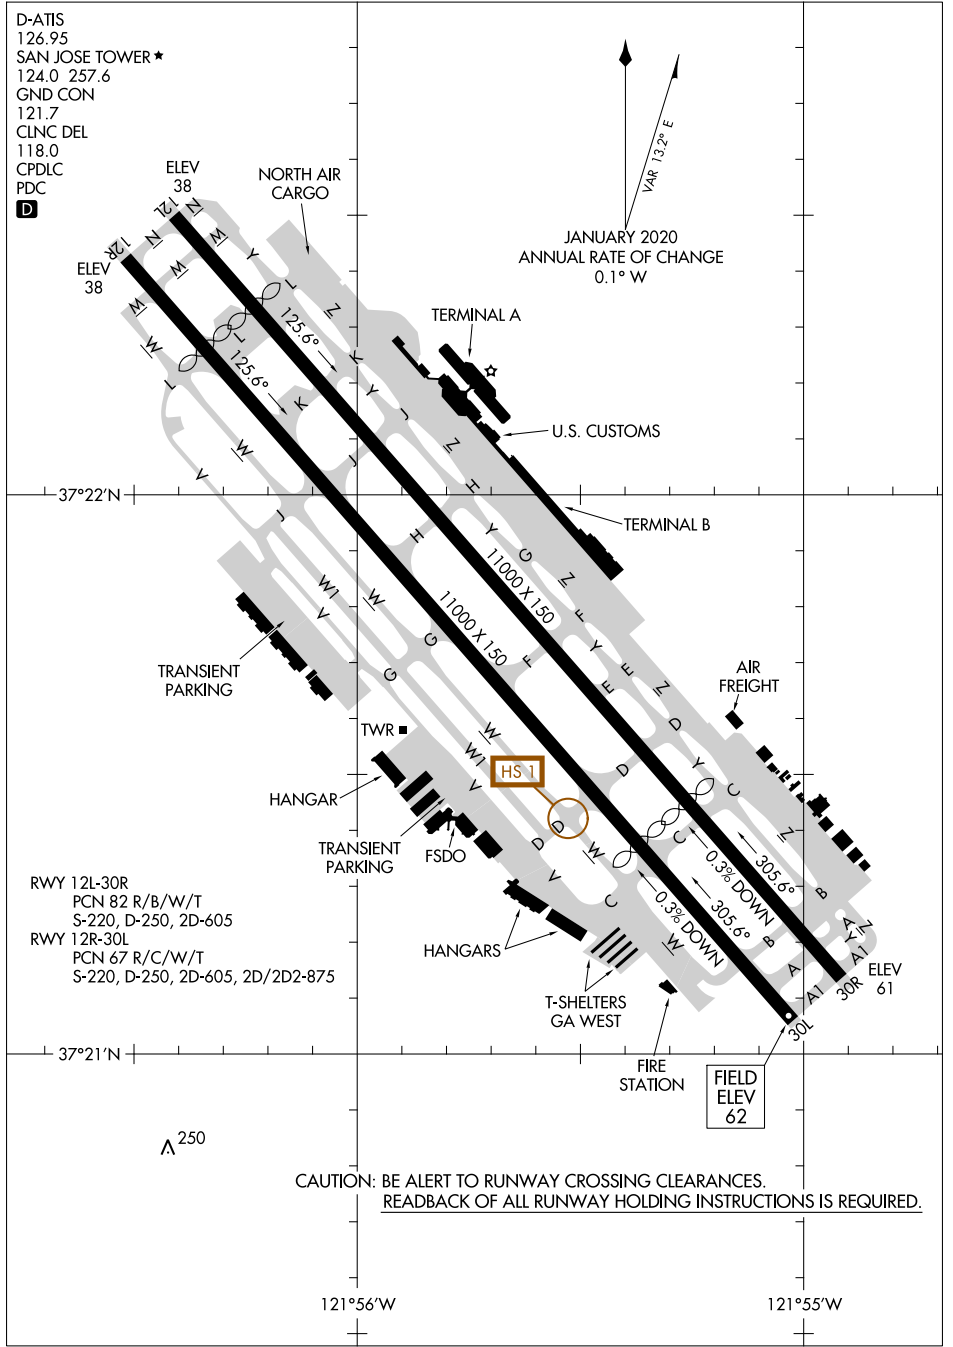 D-ATIS
126.95
SAN JOSE TOWER ★
124.0 257.6
GND CON
121.7
CLNC DEL
118.0
CPDLC
PDC
D
VAR 13.2° E
JANUARY 2020
ANNUAL RATE OF CHANGE
0.1° W
ELEV
38
NORTH AIR
CARGO
12L
N
W
Y
12R
N
W
ELEV
38
W
W
L
Z
L
L
125.6°
125.6°
K
Y
J
Z
K
J
TERMINAL A
U.S. CUSTOMS
TERMINAL B
37°22'N
W
V
J
H
H
Y
G
Z
F
Y
E
Z
11000 X 150
11000 X 150
W1
V
W
G
G
F
E
E
D
D
TRANSIENT
PARKING
AIR
FREIGHT
TWR
W
W1
V
HS 1
Y
C
Z
HANGAR
TRANSIENT
PARKING
FSDO
D
D
W
V
C
C
0.3% DOWN
305.6°
0.3% DOWN
305.6°
B
B
A
Z
Y
A1
A
A1
W
RWY 12L-30R
PCN 82 R/B/W/T
S-220, D-250, 2D-605
RWY 12R-30L
PCN 67 R/C/W/T
S-220, D-250, 2D-605, 2D/2D2-875
HANGARS
T-SHELTERS
GA WEST
30R
ELEV
61
30L
37°21'N
FIRE
STATION
FIELD
ELEV
62
250
CAUTION: BE ALERT TO RUNWAY CROSSING CLEARANCES.
READBACK OF ALL RUNWAY HOLDING INSTRUCTIONS IS REQUIRED.
121°56'W
121°55'W